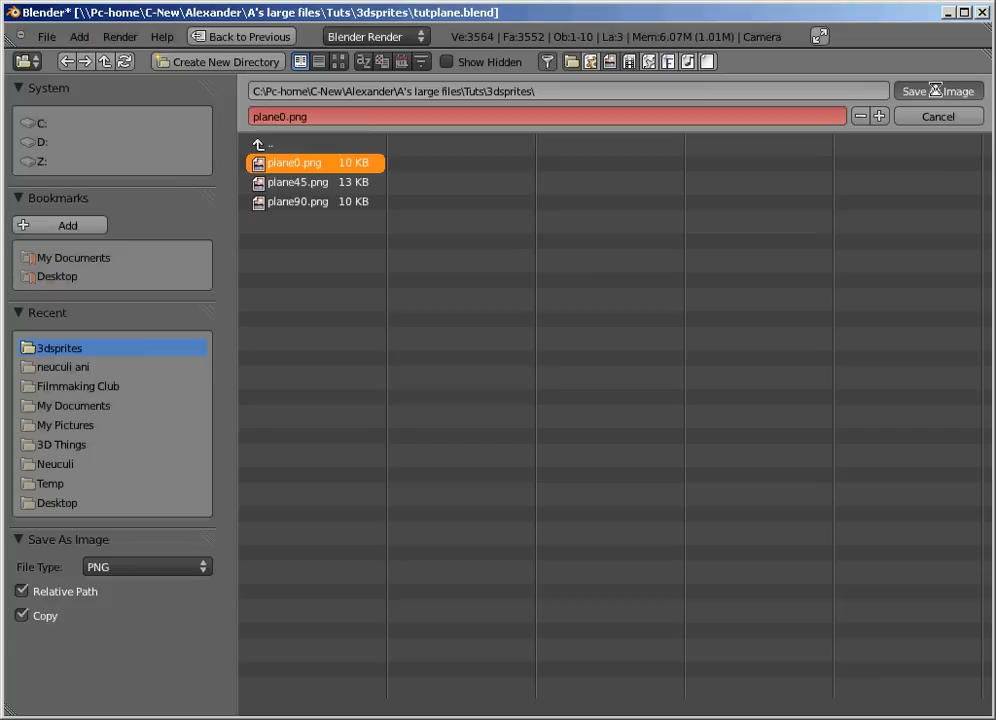 Blender* [\\Pc-home\C-New\Alexander\A's large files\Tuts\3dsprites\tutplane.blend]
File Add Render Help Back to Previous Blender Render Ve:3564 | Fa:3552 | Ob:1-10 | La:3 | Mem:6.07M (1.01M) | Camera
Create New Directory Show Hidden
System
C:
D:
Z:
Bookmarks
Add
My Documents
Desktop
Recent
3dsprites
neuculi ani
Filmmaking Club
My Documents
My Pictures
3D Things
Neuculi
Temp
Desktop
Save As Image
File Type: PNG
Relative Path
Copy
C:\Pc-home\C-New\Alexander\A's large files\Tuts\3dsprites\
Save Image
plane0.png
Cancel
..
plane0.png 10 KB
plane45.png 13 KB
plane90.png 10 KB